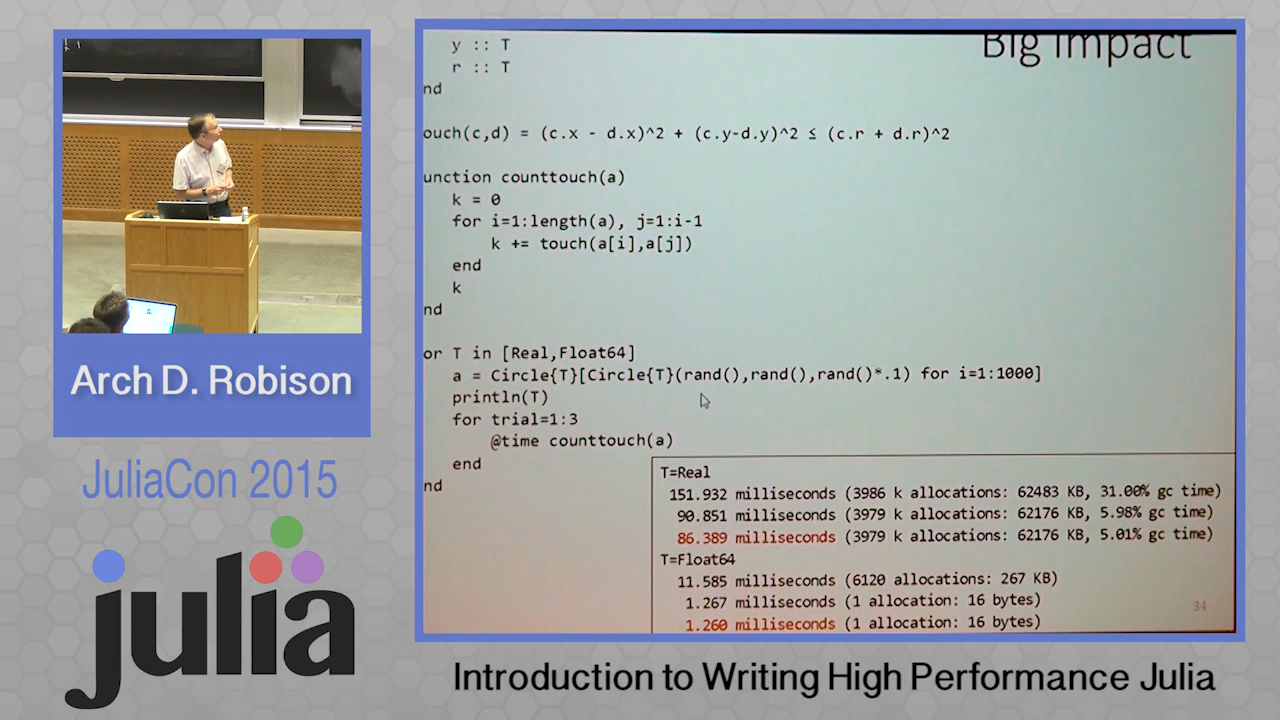 Big Impact
y :: T
r :: T
nd
ouch(c,d) = (c.x - d.x)^2 + (c.y-d.y)^2 ≤ (c.r + d.r)^2
unction counttouch(a)
k = 0
for i=1:length(a), j=1:i-1
k += touch(a[i],a[j])
end
k
nd
or T in [Real,Float64]
a = Circle{T}[Circle{T}(rand(),rand(),rand()*.1) for i=1:1000]
println(T)
for trial=1:3
@time counttouch(a)
end
nd
T=Real
151.932 milliseconds (3986 k allocations: 62483 KB, 31.00% gc time)
90.851 milliseconds (3979 k allocations: 62176 KB, 5.98% gc time)
86.389 milliseconds (3979 k allocations: 62176 KB, 5.01% gc time)
T=Float64
11.585 milliseconds (6120 allocations: 267 KB)
1.267 milliseconds (1 allocation: 16 bytes)
1.260 milliseconds (1 allocation: 16 bytes)
34
Arch D. Robison
JuliaCon 2015
julia
Introduction to Writing High Performance Julia